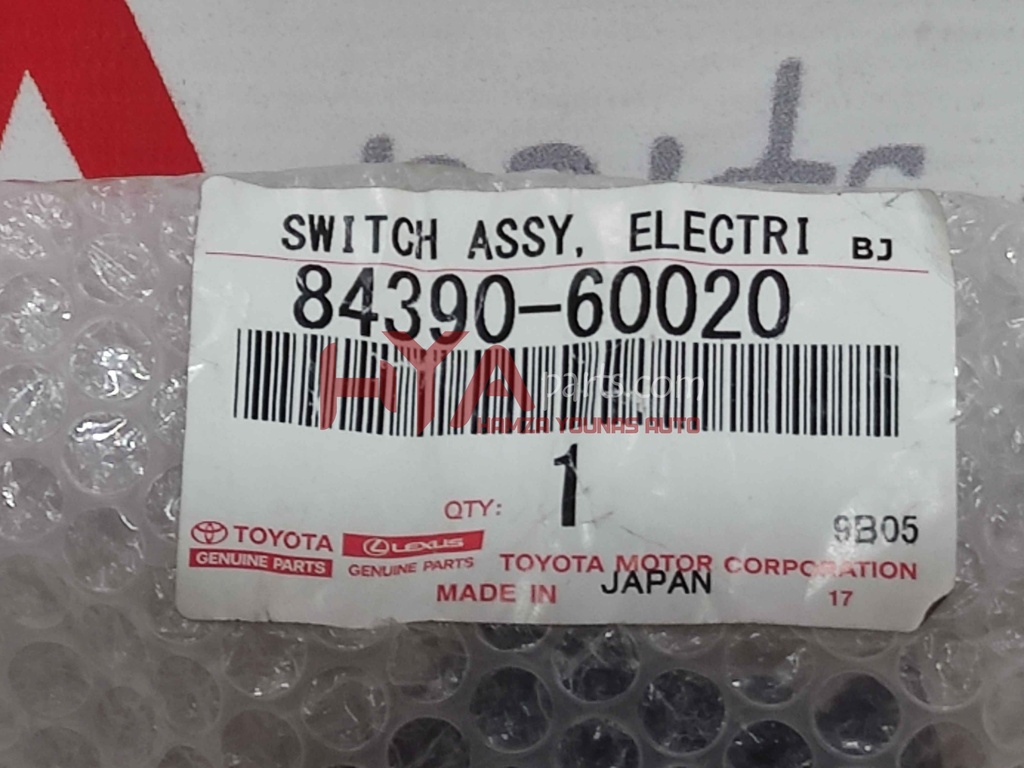 parts
SWITCH ASSY, ELECTRI BJ
84390-60020
HYA parts.com
HAMZA YOUNAS AUTO
QTY: 1
9B05
TOYOTA LEXUS
GENUINE PARTS GENUINE PARTS TOYOTA MOTOR CORPORATION
MADE IN JAPAN 17